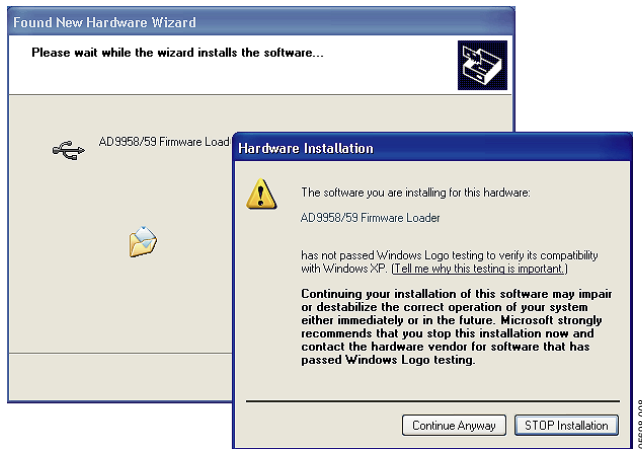 Found New Hardware Wizard
Please wait while the wizard installs the software...
AD9958/59 Firmware Load
Hardware Installation
The software you are installing for this hardware:
AD9958/59 Firmware Loader
has not passed Windows Logo testing to verify its compatibility
with Windows XP. (Tell me why this testing is important.)
Continuing your installation of this software may impair
or destabilize the correct operation of your system
either immediately or in the future. Microsoft strongly
recommends that you stop this installation now and
contact the hardware vendor for software that has
passed Windows Logo testing.
Continue Anyway
STOP Installation